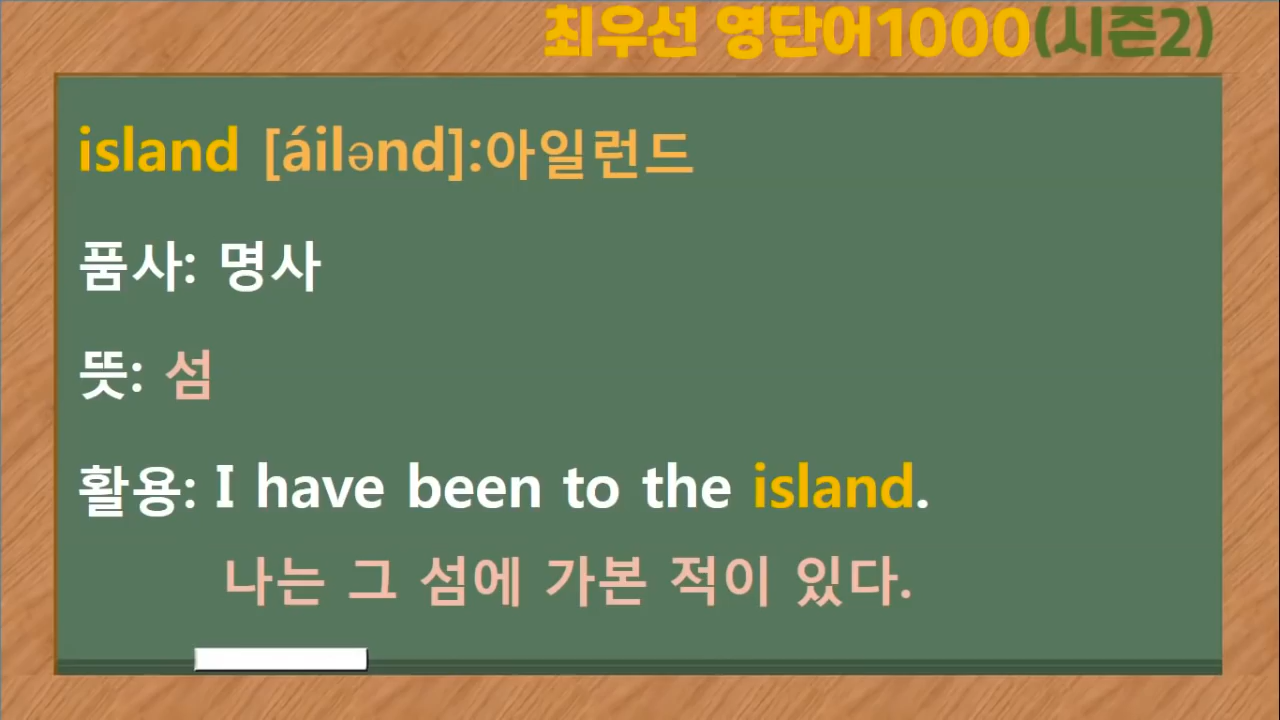 최우선 영단어1000(시즌2)
island [áilənd]:아일런드
품사: 명사
뜻: 섬
활용: I have been to the island.
나는 그 섬에 가본 적이 있다.